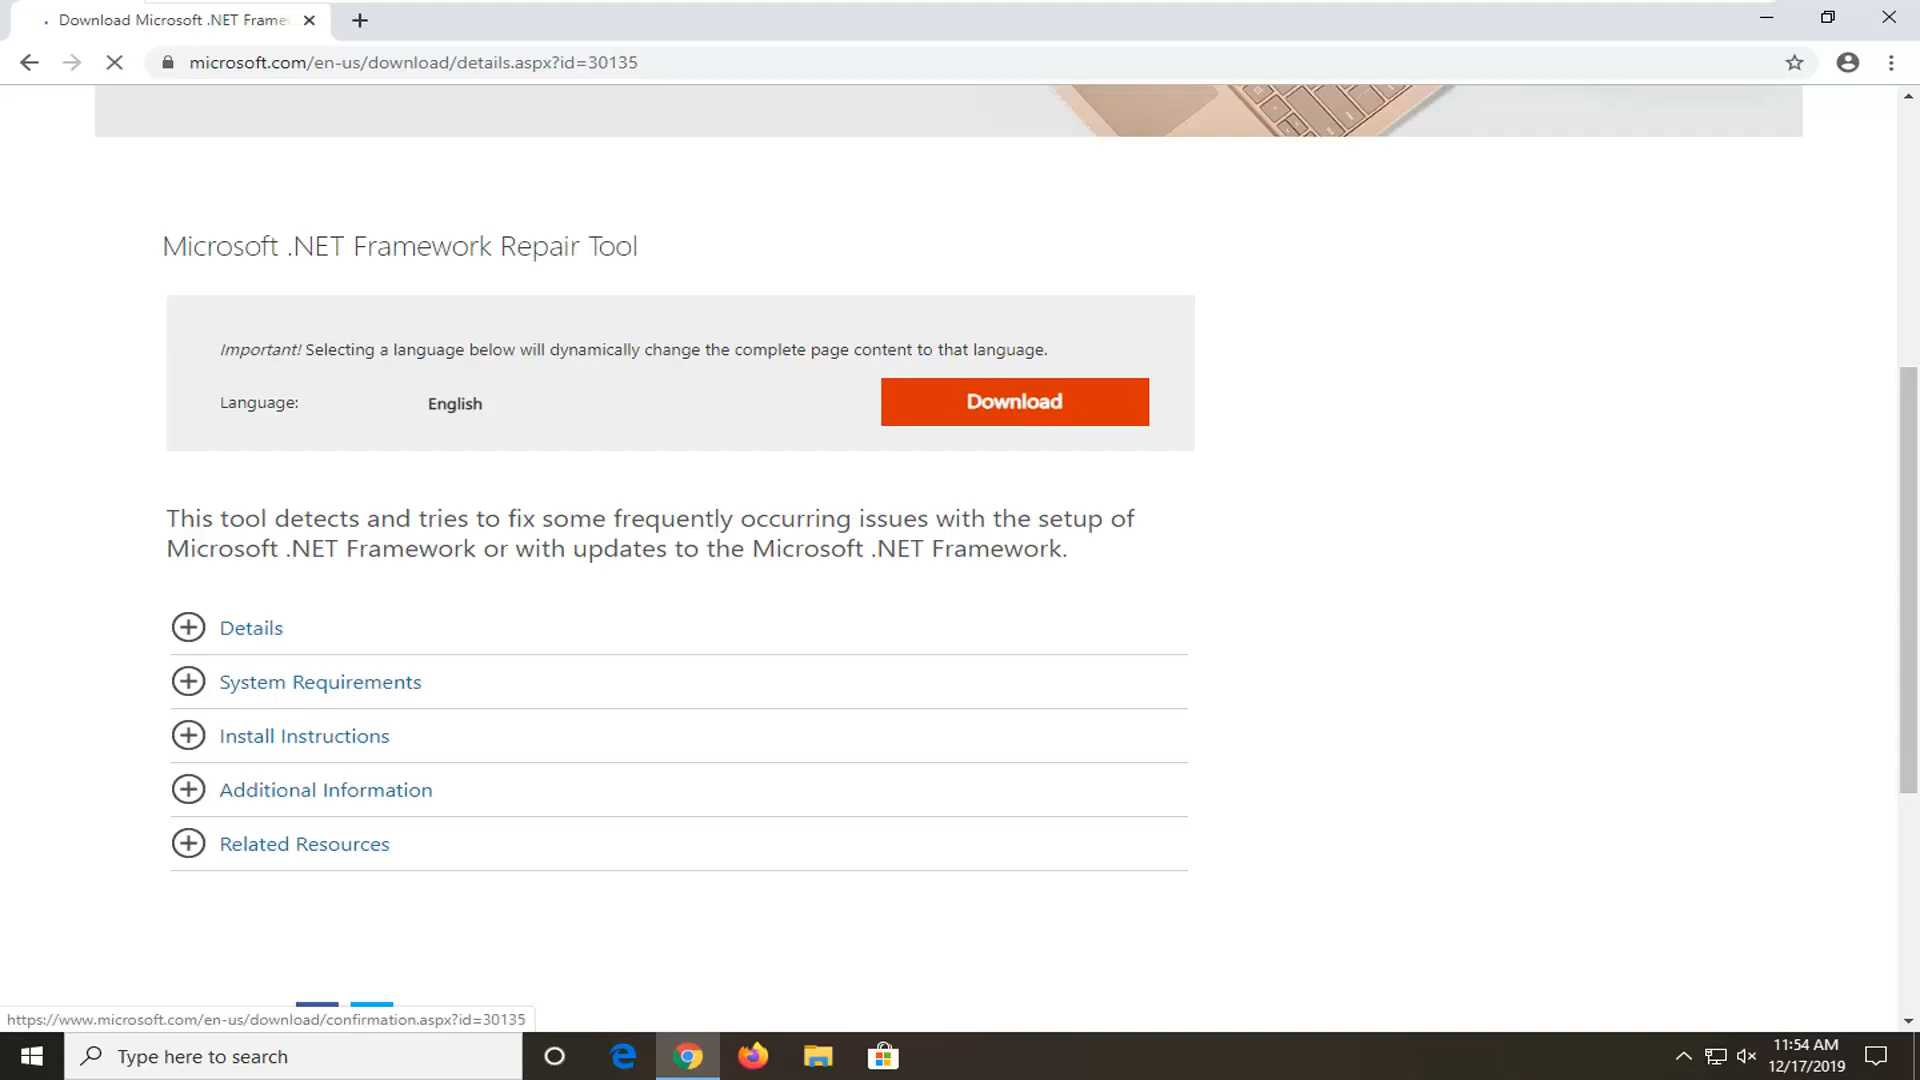 Download Microsoft .NET Frame
microsoft.com/en-us/download/details.aspx?id=30135
Microsoft .NET Framework Repair Tool
Important! Selecting a language below will dynamically change the complete page content to that language.
Language:
English
Download
This tool detects and tries to fix some frequently occurring issues with the setup of
Microsoft .NET Framework or with updates to the Microsoft .NET Framework.
Details
System Requirements
Install Instructions
Additional Information
Related Resources
https://www.microsoft.com/en-us/download/confirmation.aspx?id=30135
Type here to search
11:54 AM
12/17/2019